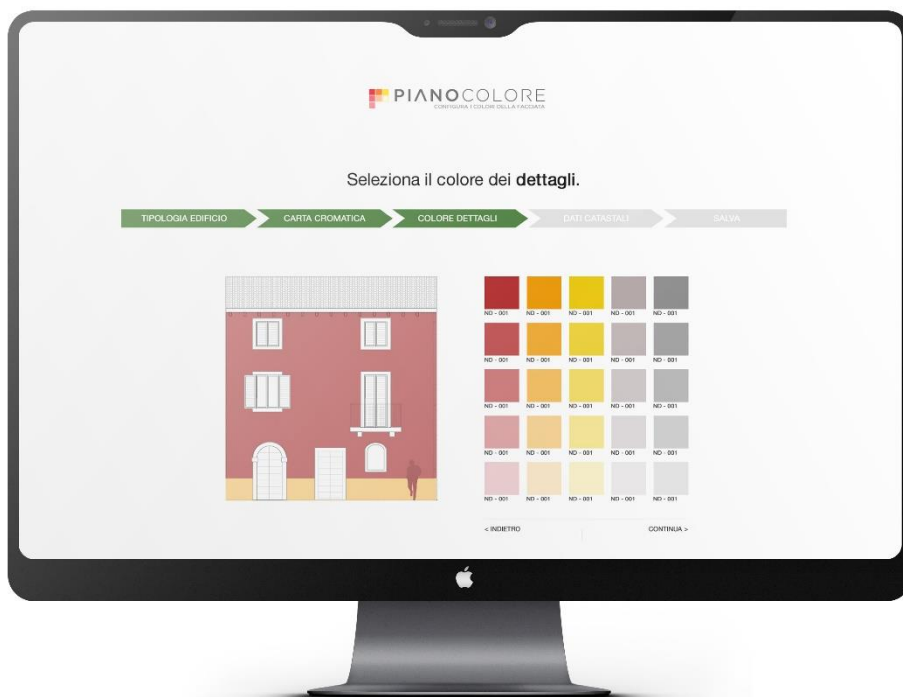 PIANOCOLORE
CONFIGURA I COLORI DELLA FACCIATA
Seleziona il colore dei dettagli.
TIPOLOGIA EDIFICIO CARTA CROMATICA COLORE DETTAGLI DATI CATASTALI SALVA
ND - 001 ND - 001 ND - 001 ND - 001 ND - 001
ND - 001 ND - 001 ND - 001 ND - 001 ND - 001
ND - 001 ND - 001 ND - 001 ND - 001 ND - 001
ND - 001 ND - 001 ND - 001 ND - 001 ND - 001
ND - 001 ND - 001 ND - 001 ND - 001 ND - 001
< INDIETRO CONTINUA >